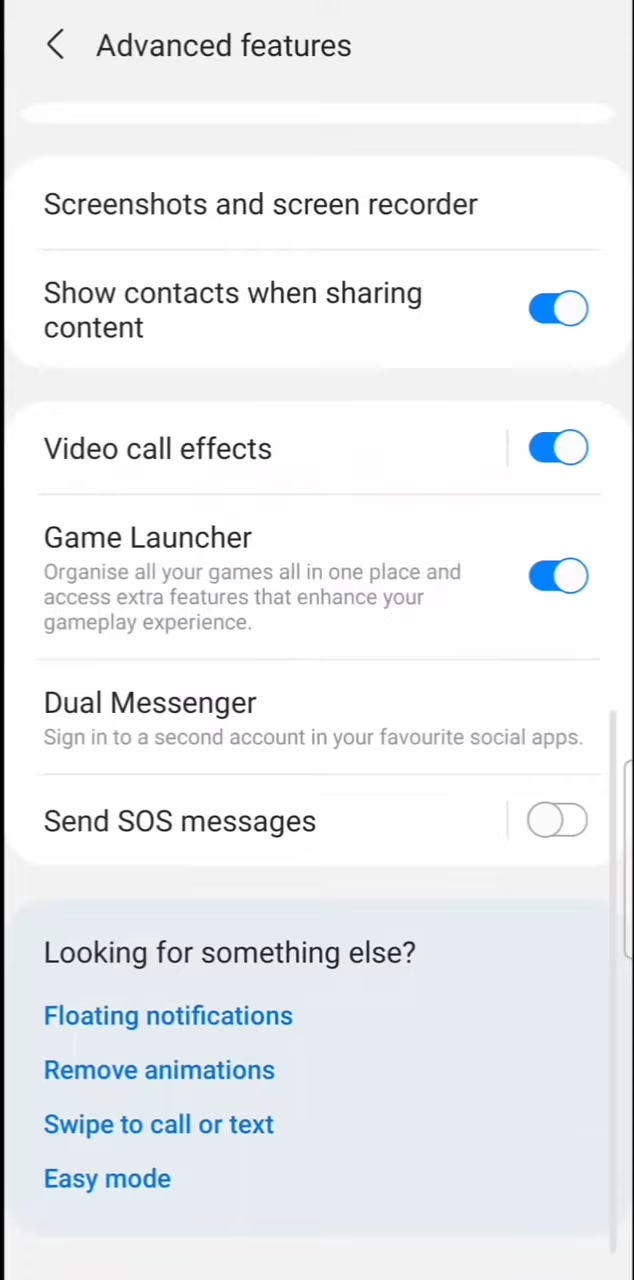 Advanced features
Screenshots and screen recorder
Show contacts when sharing
content
Video call effects
Game Launcher
Organise all your games all in one place and
access extra features that enhance your
gameplay experience.
Dual Messenger
Sign in to a second account in your favourite social apps.
Send SOS messages
Looking for something else?
Floating notifications
Remove animations
Swipe to call or text
Easy mode